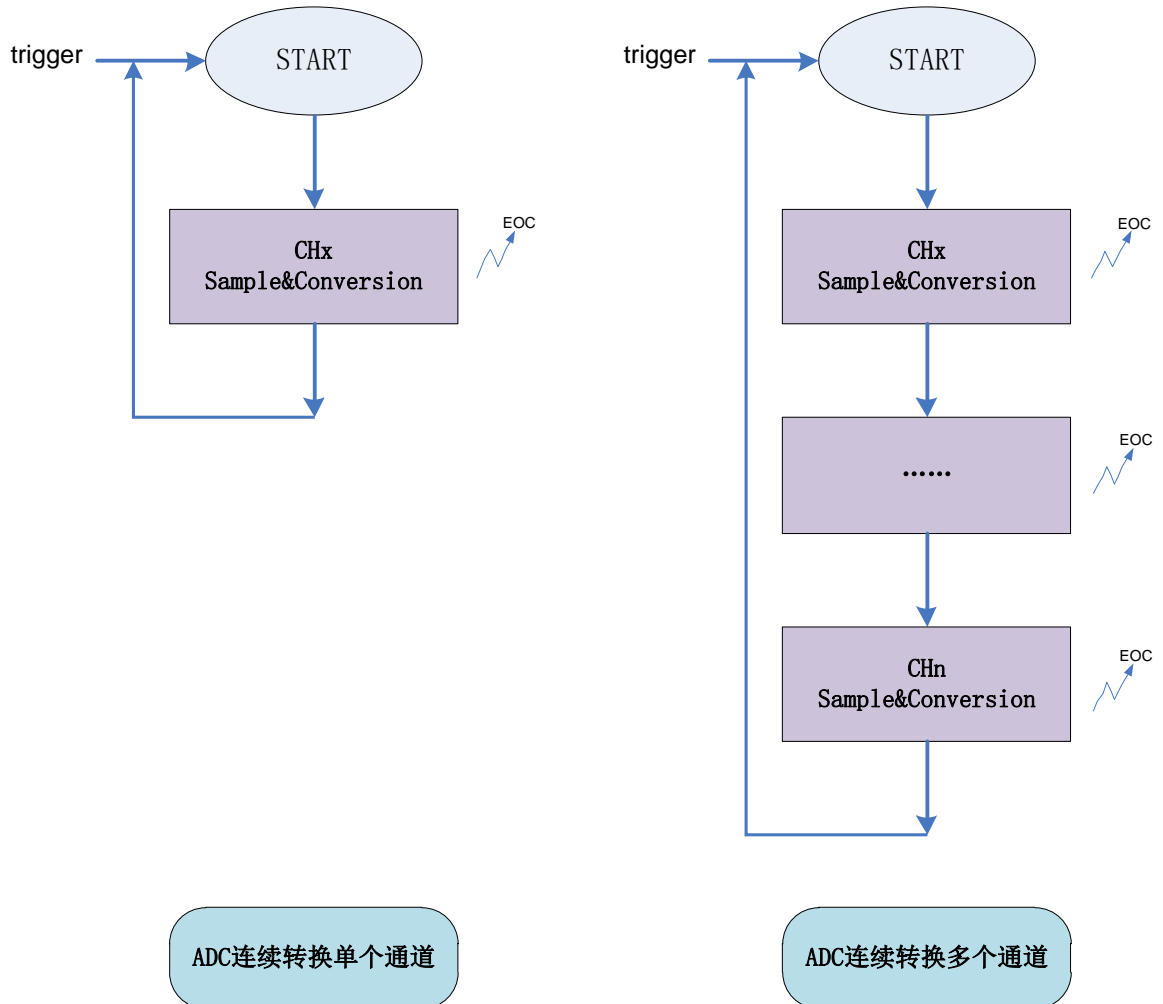 trigger
START
EOC
CHx
Sample&Conversion
ADC连续转换单个通道
trigger
START
EOC
CHx
Sample&Conversion
EOC
……
EOC
CHn
Sample&Conversion
ADC连续转换多个通道